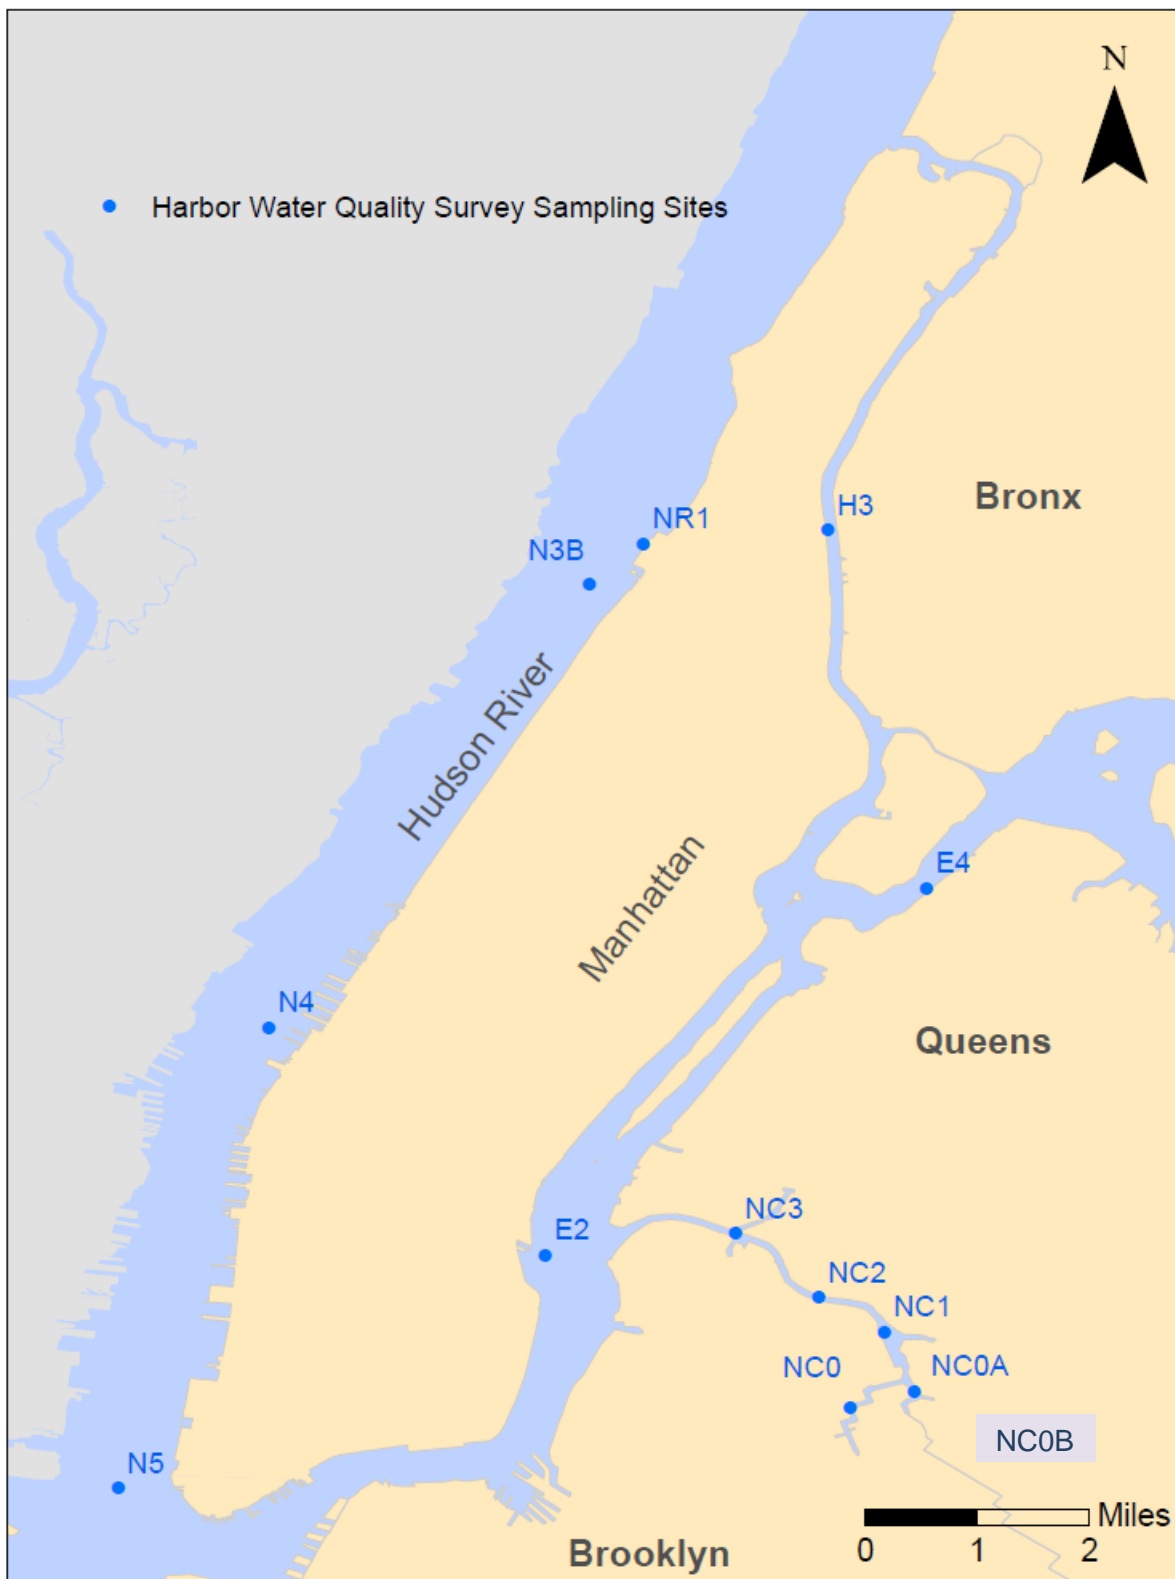 N
Harbor Water Quality Survey Sampling Sites
Bronx
H3
NR1
N3B
Hudson River
Manhattan
E4
N4
Queens
NC3
E2
NC2
NC1
NC0
NC0A
NC0B
N5
Miles
0 1 2
Brooklyn